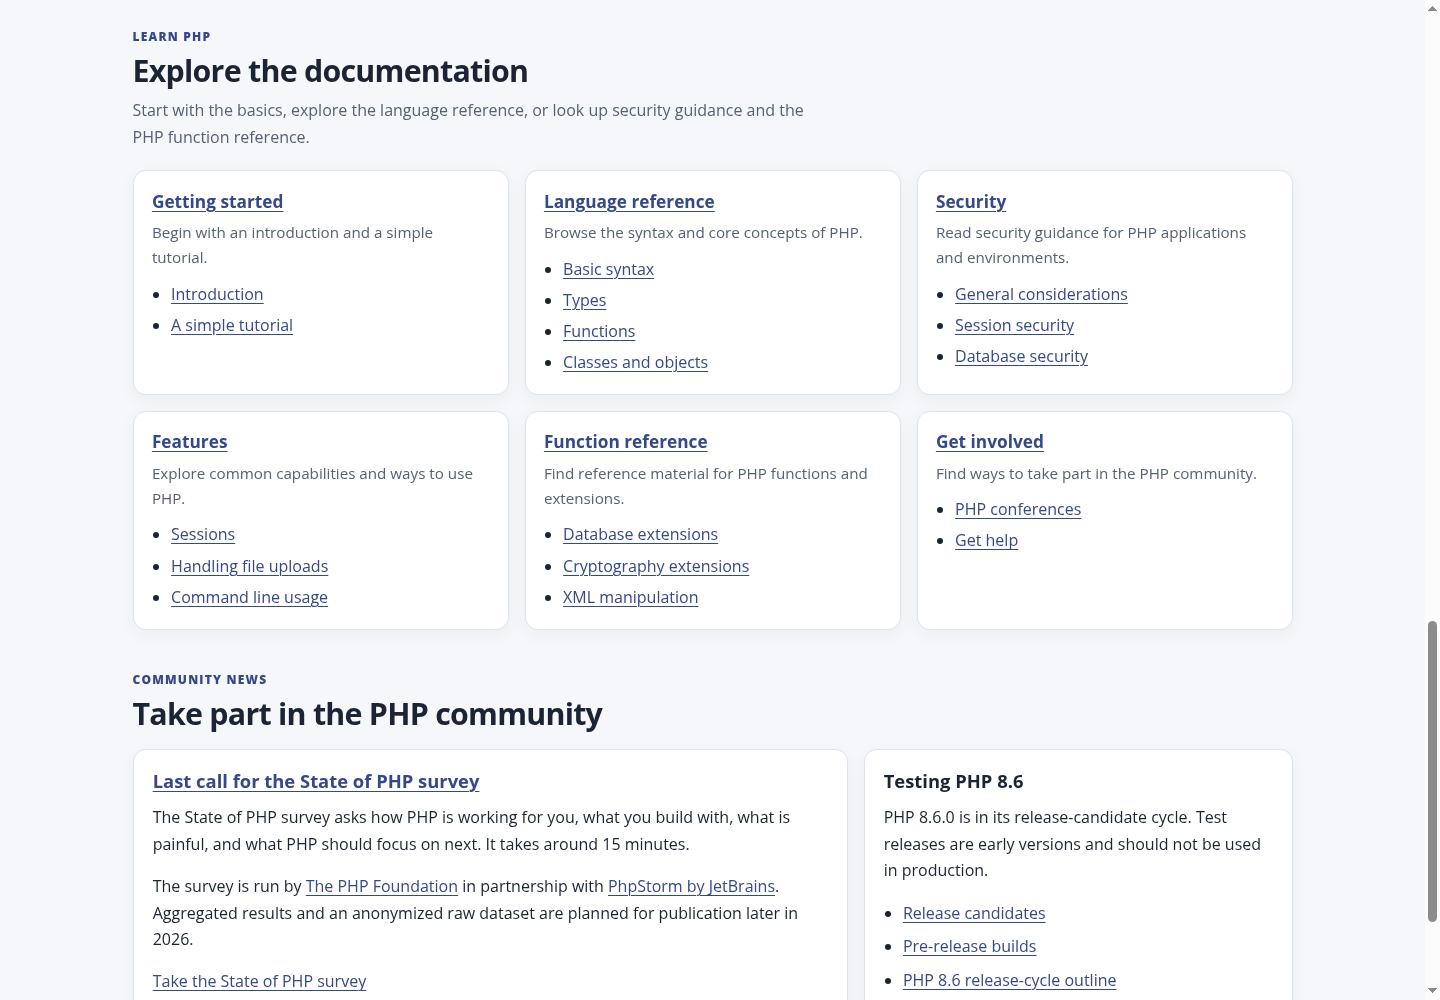 LEARN PHP
Explore the documentation
Start with the basics, explore the language reference, or look up security guidance and the
PHP function reference.
Getting started
Begin with an introduction and a simple
tutorial.
Introduction
A simple tutorial
Language reference
Browse the syntax and core concepts of PHP.
Basic syntax
Types
Functions
Classes and objects
Security
Read security guidance for PHP applications
and environments.
General considerations
Session security
Database security
Features
Explore common capabilities and ways to use
PHP.
Sessions
Handling file uploads
Command line usage
Function reference
Find reference material for PHP functions and
extensions.
Database extensions
Cryptography extensions
XML manipulation
Get involved
Find ways to take part in the PHP community.
PHP conferences
Get help
COMMUNITY NEWS
Take part in the PHP community
Last call for the State of PHP survey
The State of PHP survey asks how PHP is working for you, what you build with, what is
painful, and what PHP should focus on next. It takes around 15 minutes.
The survey is run by The PHP Foundation in partnership with PhpStorm by JetBrains.
Aggregated results and an anonymized raw dataset are planned for publication later in
2026.
Take the State of PHP survey
Testing PHP 8.6
PHP 8.6.0 is in its release-candidate cycle. Test
releases are early versions and should not be used
in production.
Release candidates
Pre-release builds
PHP 8.6 release-cycle outline